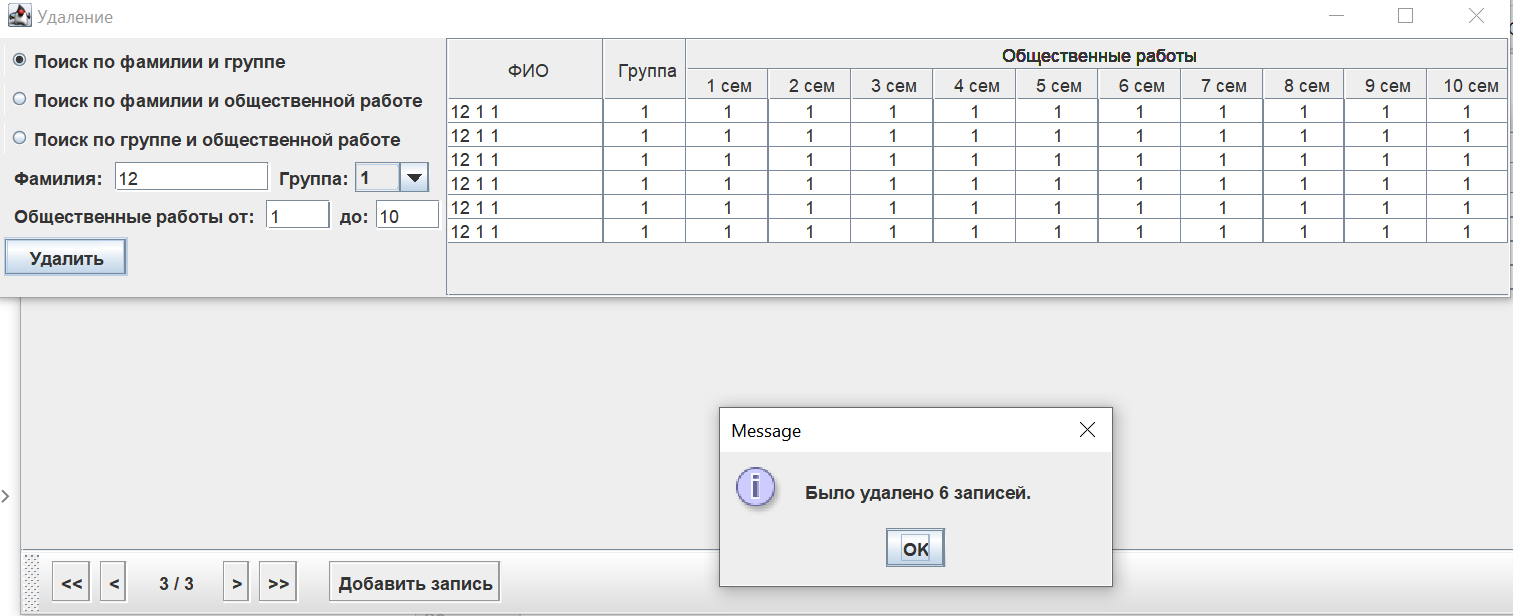 Удаление
Поиск по фамилии и группе
Поиск по фамилии и общественной работе
Поиск по группе и общественной работе
Фамилия: 12 Группа: 1
Общественные работы от: 1 до: 10
Удалить
ФИО Группа Общественные работы
1 сем 2 сем 3 сем 4 сем 5 сем 6 сем 7 сем 8 сем 9 сем 10 сем
12 1 1 1 1 1 1 1 1 1 1 1 1 1
12 1 1 1 1 1 1 1 1 1 1 1 1 1
12 1 1 1 1 1 1 1 1 1 1 1 1 1
12 1 1 1 1 1 1 1 1 1 1 1 1 1
12 1 1 1 1 1 1 1 1 1 1 1 1 1
12 1 1 1 1 1 1 1 1 1 1 1 1 1
Message
Было удалено 6 записей.
OK
<< < 3 / 3 > >> Добавить запись